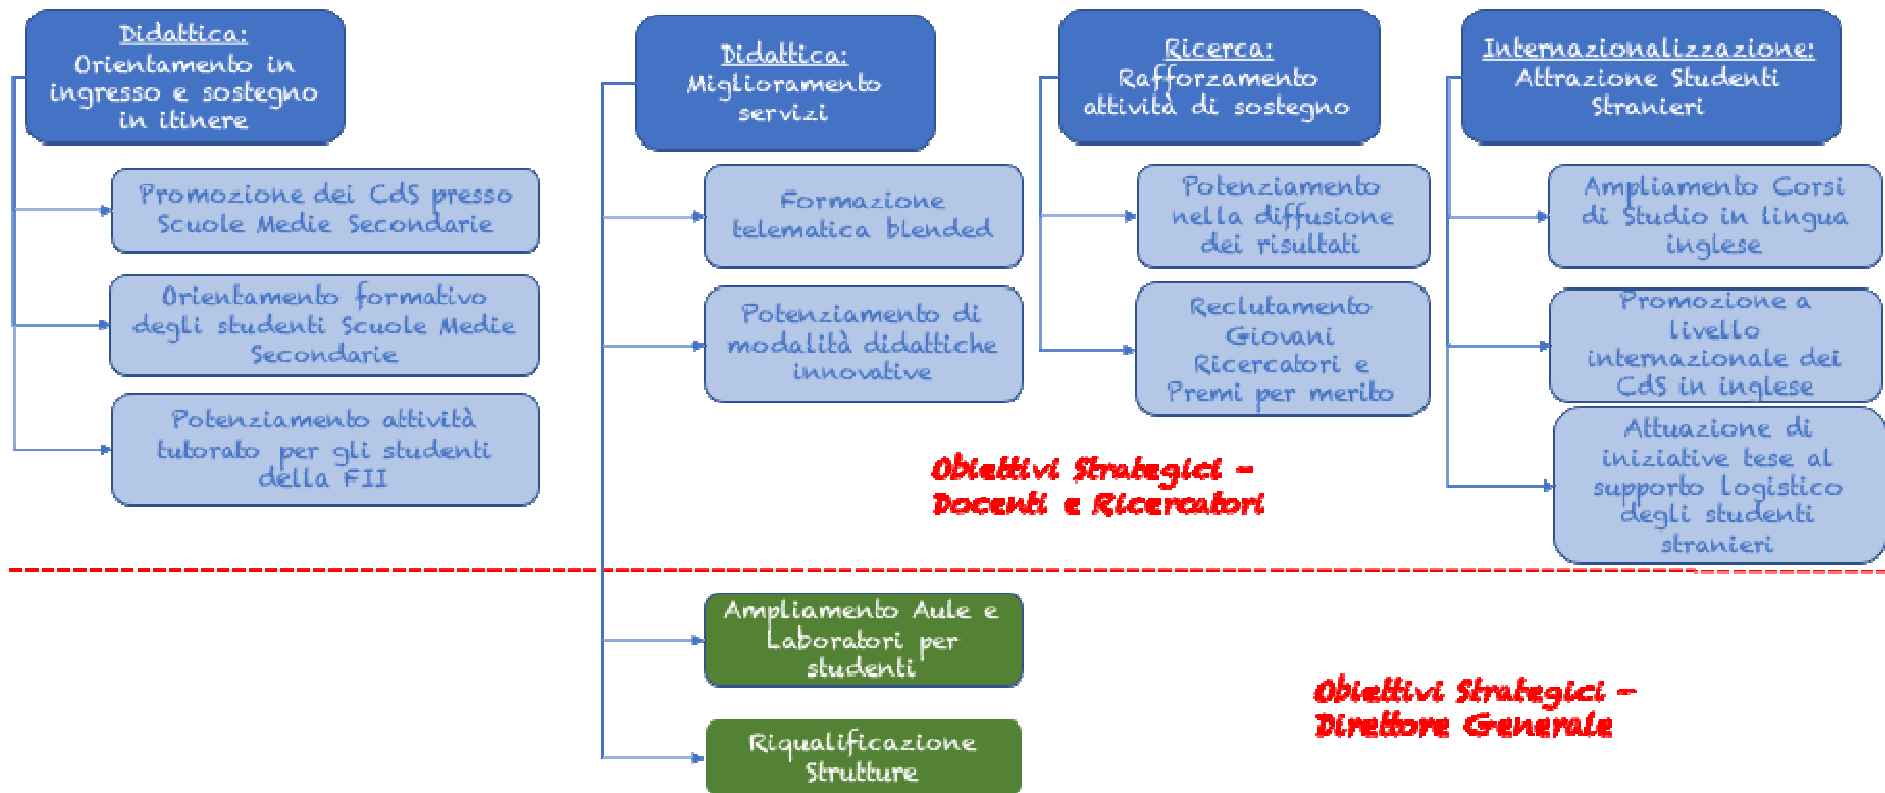 Didattica:
Orientamento in
ingresso e sostegno
in itinere
Promozione dei CdS presso
Scuole Medie Secondarie
Orientamento formativo
degli studenti Scuole Medie
Secondarie
Potenziamento attività
tutorato per gli studenti
della FII
Didattica:
Miglioramento
servizi
Formazione
telematica blended
Potenziamento di
modalità didattiche
innovative
Ricerca:
Rafforzamento
attività di sostegno
Potenziamento
nella diffusione
dei risultati
Reclutamento
Giovani
Ricercatori e
Premi per merito
Internazionalizzazione:
Attrazione Studenti
Stranieri
Ampliamento Corsi
di Studio in lingua
inglese
Promozione a
livello
internazionale dei
CdS in inglese
Attuazione di
iniziative tese al
supporto logistico
degli studenti
stranieri
Obiettivi Strategici –
Docenti e Ricercatori
Ampliamento Aule e
Laboratori per
studenti
Riqualificazione
Strutture
Obiettivi Strategici –
Direttore Generale